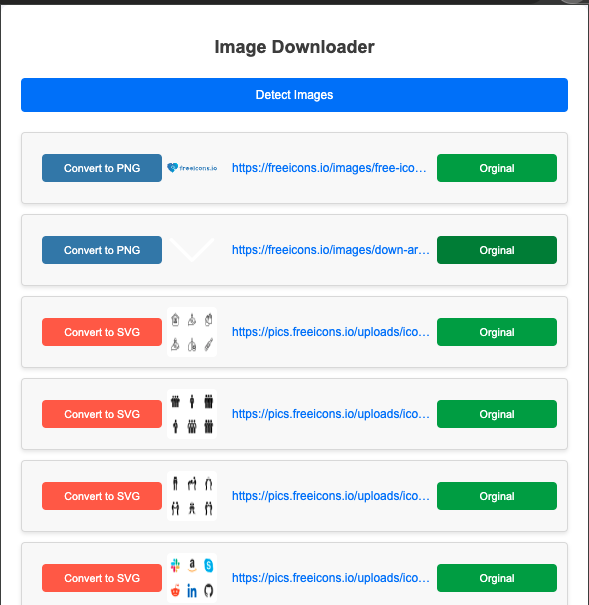 Image Downloader
Detect Images
Convert to PNG freeicons.io https://freeicons.io/images/free-ico… Orginal
Convert to PNG https://freeicons.io/images/down-ar… Orginal
Convert to SVG https://pics.freeicons.io/uploads/ico… Orginal
Convert to SVG https://pics.freeicons.io/uploads/ico… Orginal
Convert to SVG https://pics.freeicons.io/uploads/ico… Orginal
Convert to SVG https://pics.freeicons.io/uploads/ico… Orginal